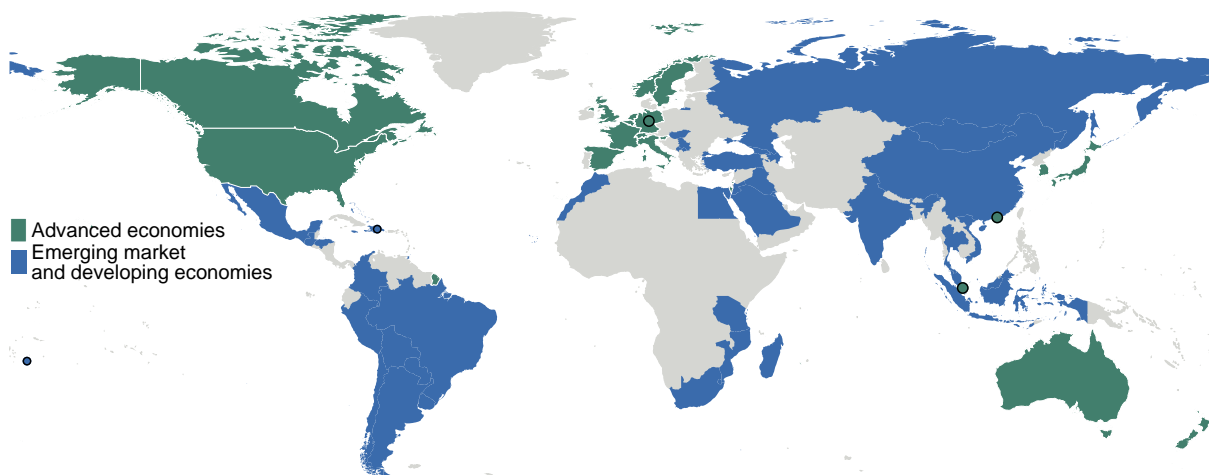 Advanced economies
Emerging market
and developing economies